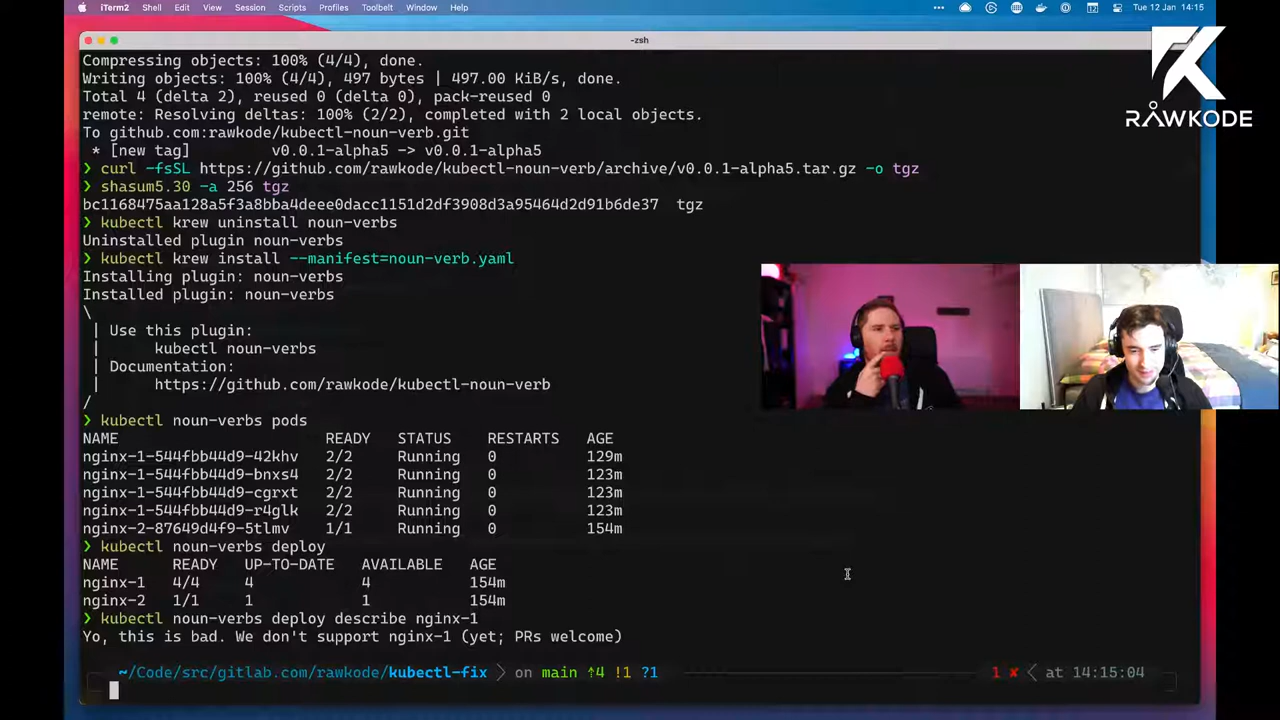 iTerm2 Shell Edit View Session Scripts Profiles Toolbelt Window Help
Tue 12 Jan 14:15
-zsh
RAWKODE
Compressing objects: 100% (4/4), done.
Writing objects: 100% (4/4), 497 bytes | 497.00 KiB/s, done.
Total 4 (delta 2), reused 0 (delta 0), pack-reused 0
remote: Resolving deltas: 100% (2/2), completed with 2 local objects.
To github.com:rawkode/kubectl-noun-verb.git
 * [new tag]         v0.0.1-alpha5 -> v0.0.1-alpha5
❯ curl -fsSL https://github.com/rawkode/kubectl-noun-verb/archive/v0.0.1-alpha5.tar.gz -o tgz
❯ shasum5.30 -a 256 tgz
bc1168475aa128a5f3a8bba4deee0dacc1151d2df3908d3a95464d2d91b6de37  tgz
❯ kubectl krew uninstall noun-verbs
Uninstalled plugin noun-verbs
❯ kubectl krew install --manifest=noun-verb.yaml
Installing plugin: noun-verbs
Installed plugin: noun-verbs
\
 | Use this plugin:
 |      kubectl noun-verbs
 | Documentation:
 |      https://github.com/rawkode/kubectl-noun-verb
/
❯ kubectl noun-verbs pods
NAME                       READY   STATUS    RESTARTS   AGE
nginx-1-544fbb44d9-42khv   2/2     Running   0          129m
nginx-1-544fbb44d9-bnxs4   2/2     Running   0          123m
nginx-1-544fbb44d9-cgrxt   2/2     Running   0          123m
nginx-1-544fbb44d9-r4glk   2/2     Running   0          123m
nginx-2-87649d4f9-5tlmv    1/1     Running   0          154m
❯ kubectl noun-verbs deploy
NAME      READY   UP-TO-DATE   AVAILABLE   AGE
nginx-1   4/4     4            4           154m
nginx-2   1/1     1            1           154m
❯ kubectl noun-verbs deploy describe nginx-1
Yo, this is bad. We don't support nginx-1 (yet; PRs welcome)
~/Code/src/gitlab.com/rawkode/kubectl-fix on main ⇡4 !1 ?1 1 ✘ at 14:15:04